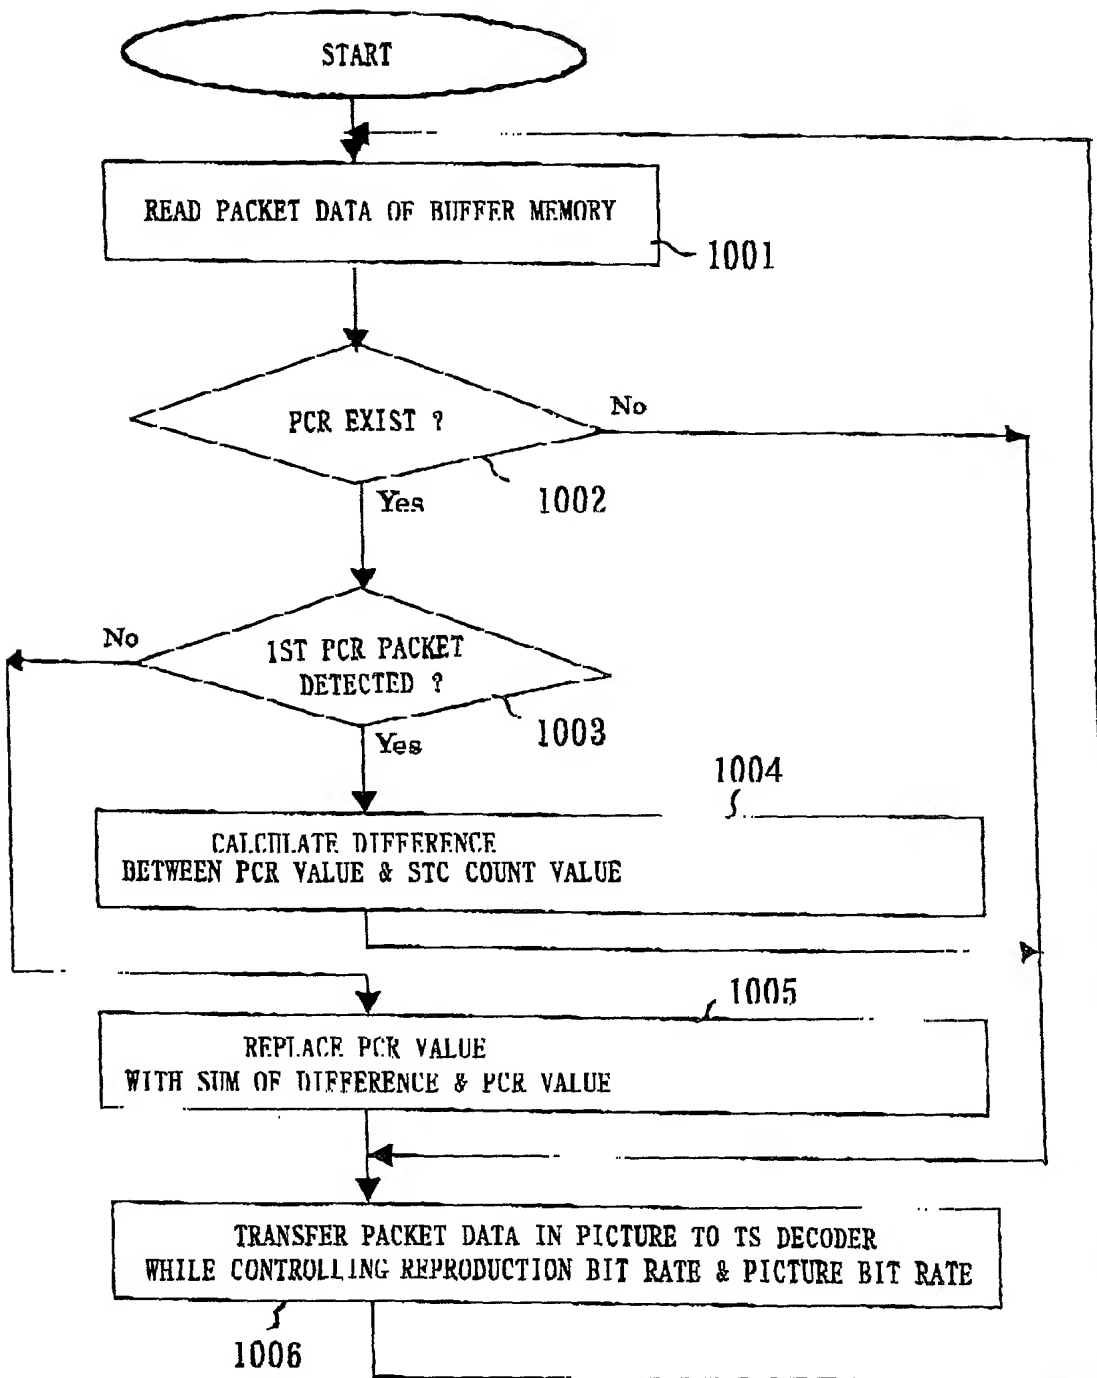 START
READ PACKET DATA OF BUFFER MEMORY
1001
PCR EXIST ?
No
1002
Yes
No
1ST PCR PACKET
DETECTED ?
1003
Yes
1004
CALCULATE DIFFERENCE
BETWEEN PCR VALUE & STC COUNT VALUE
1005
REPLACE PCR VALUE
WITH SUM OF DIFFERENCE & PCR VALUE
TRANSFER PACKET DATA IN PICTURE TO TS DECODER
WHILE CONTROLLING REPRODUCTION BIT RATE & PICTURE BIT RATE
1006